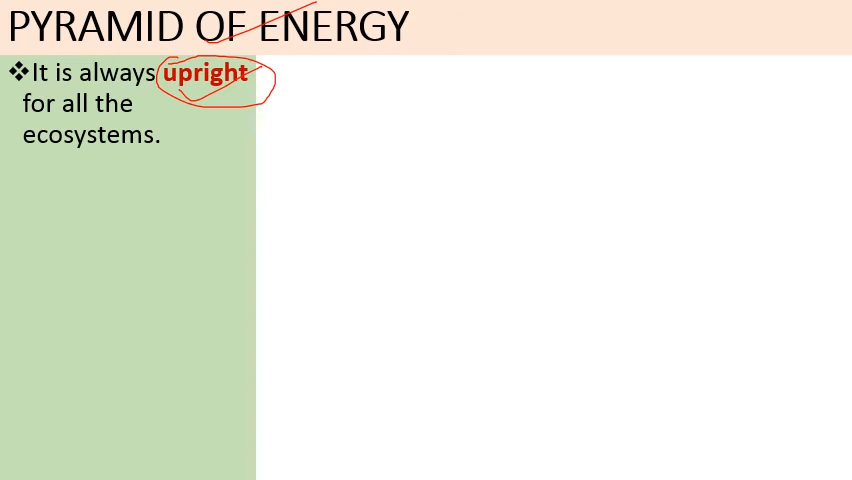 PYRAMID OF ENERGY
❖It is always upright
for all the
ecosystems.